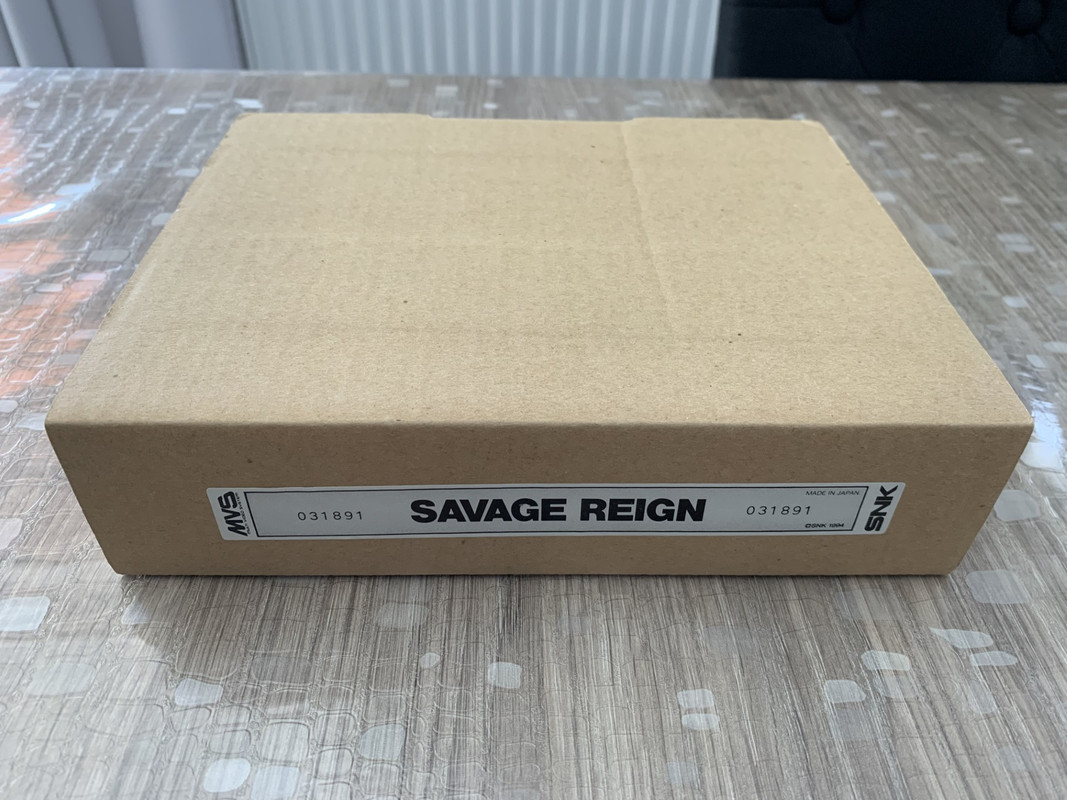 MVS
031891
SAVAGE REIGN
031891
MADE IN JAPAN
©SNK 1994
SNK